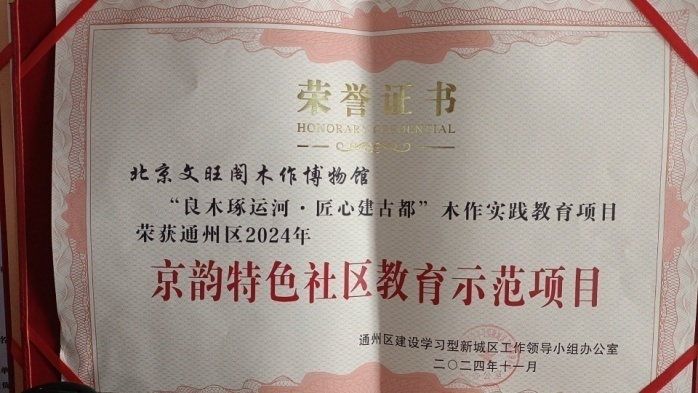 荣誉证书
HONORARY CREDENTIAL
北京文旺阁木作博物馆
“良木琢运河·匠心建古都”木作实践教育项目
荣获通州区2024年
京韵特色社区教育示范项目
通州区建设学习型新城区工作领导小组办公室
二〇二四年十一月